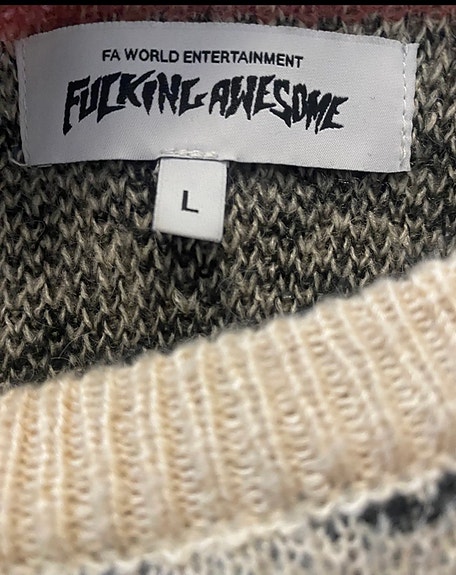 FA WORLD ENTERTAINMENT
FUCKING AWESOME
L